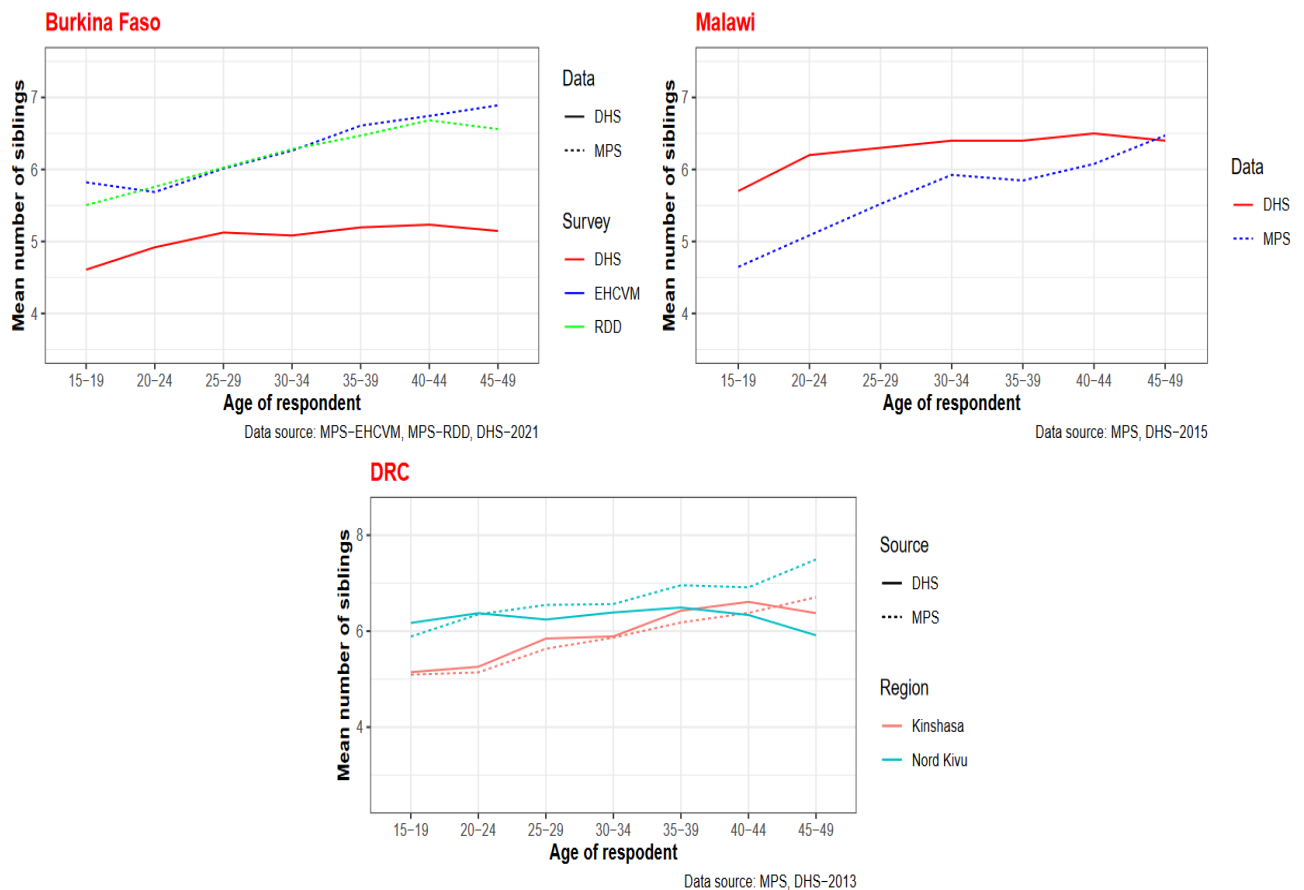 Burkina Faso
Mean number of siblings
7
6
5
4
15−19 20−24 25−29 30−34 35−39 40−44 45−49
Age of respondent
Data source: MPS−EHCVM, MPS−RDD, DHS−2021
Data
DHS
MPS
Survey
DHS
EHCVM
RDD
Malawi
Mean number of siblings
7
6
5
4
15−19 20−24 25−29 30−34 35−39 40−44 45−49
Age of respondent
Data source: MPS, DHS−2015
Data
DHS
MPS
DRC
Mean number of siblings
8
6
4
15−19 20−24 25−29 30−34 35−39 40−44 45−49
Age of respodent
Data source: MPS, DHS−2013
Source
DHS
MPS
Region
Kinshasa
Nord Kivu